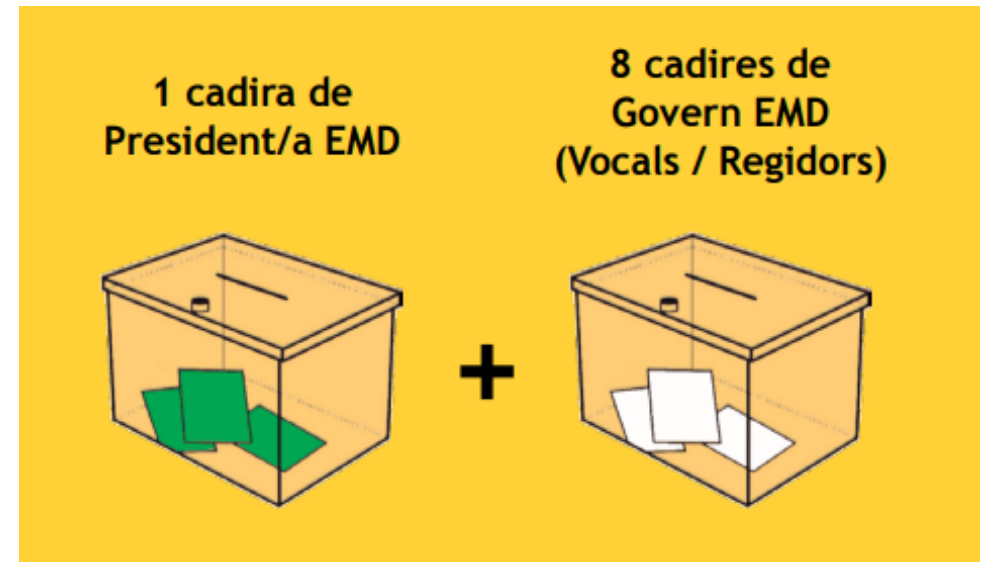 1 cadira de
President/a EMD
8 cadires de
Govern EMD
(Vocals / Regidors)
+